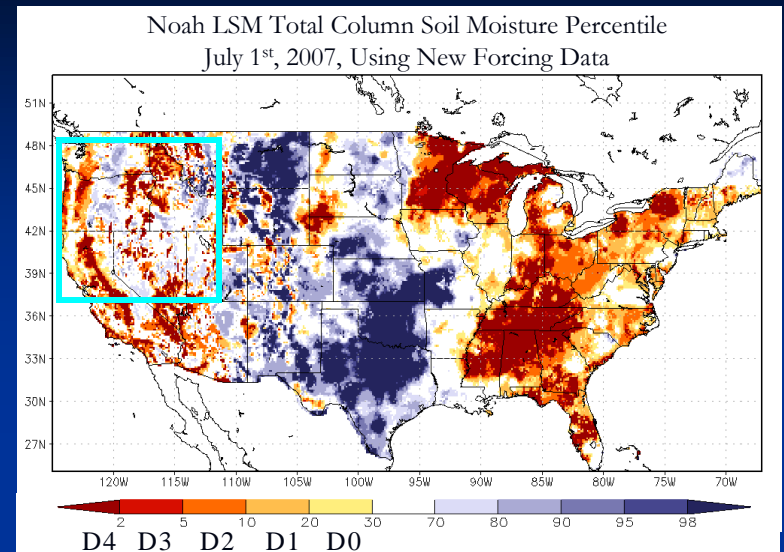 Noah LSM Total Column Soil Moisture Percentile
July 1st, 2007, Using New Forcing Data
51N
48N
45N
42N
39N
36N
33N
30N
27N
120W 115W 110W 105W 100W 95W 90W 85W 80W 75W 70W
2 5 10 20 30 70 80 90 95 98
D4 D3 D2 D1 D0